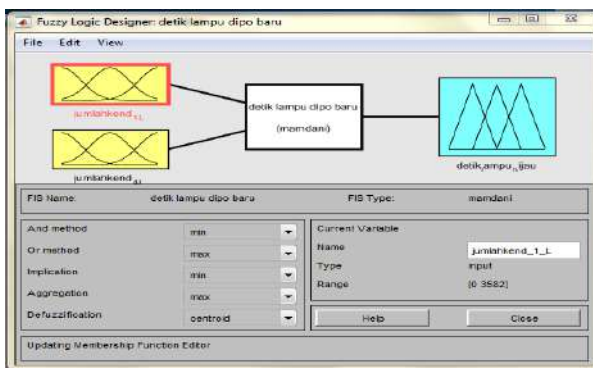 Fuzzy Logic Designer: detik lampu dipo baru
File Edit View
detik lampu dipo baru
(mamdani)
FIS Name: detik lampu dipo baru FIS Type: mamdani
And method min
Or method max
Implication min
Aggregation max
Defuzzification centroid
Current Variable
Name jumlahkend_1_L
Type input
Range [0 3582]
Help Close
Updating Membership Function Editor